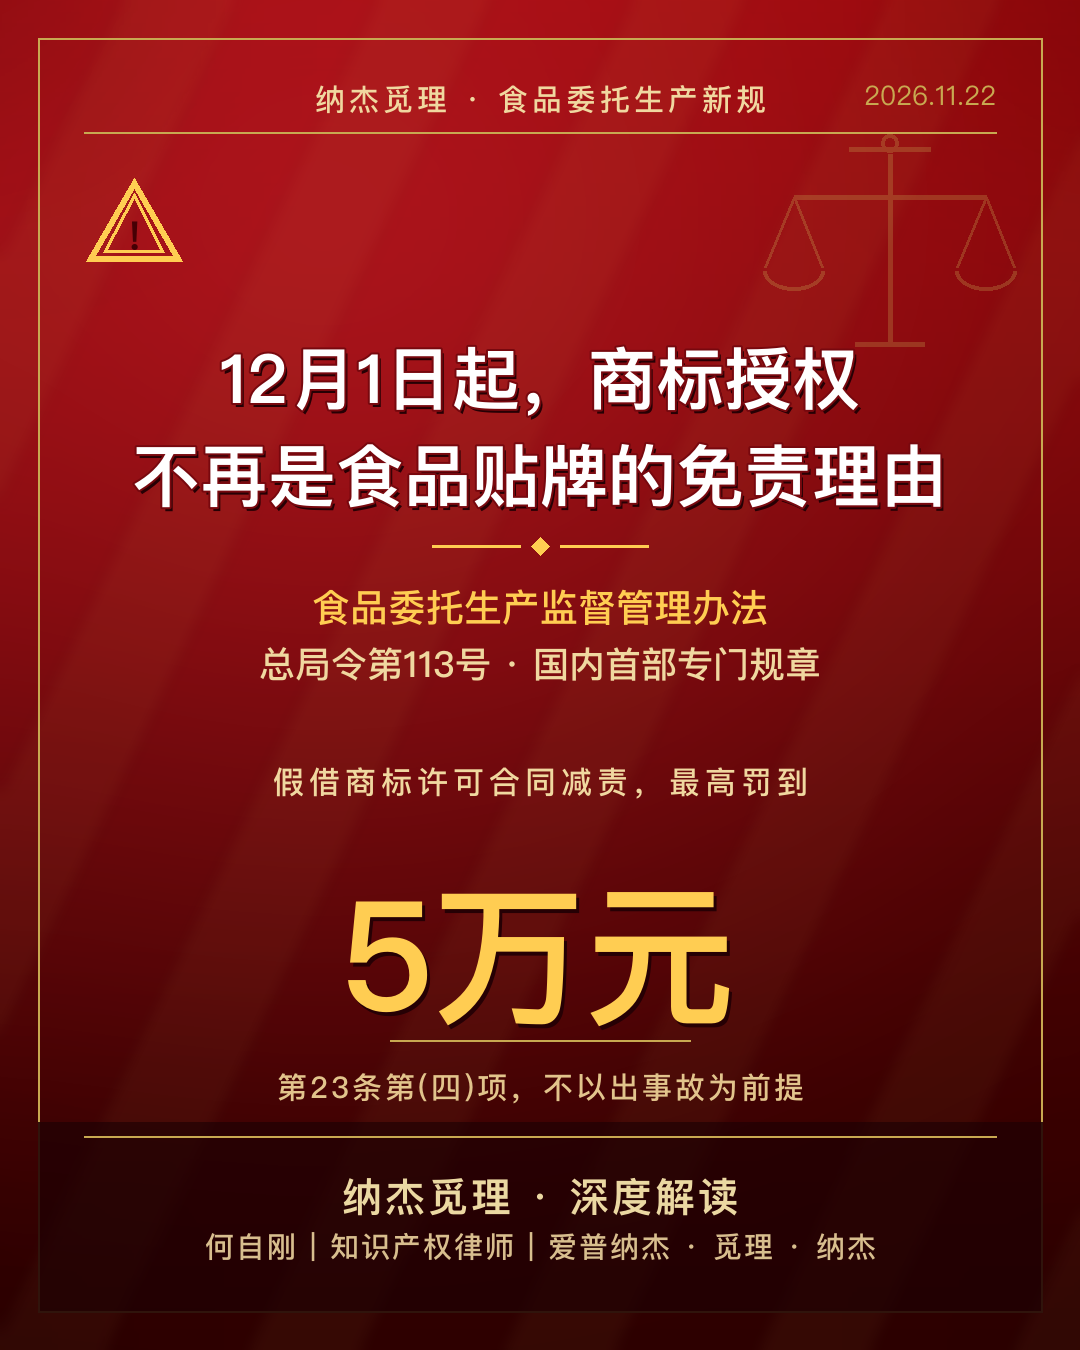 纳杰觅理 · 食品委托生产新规
2026.11.22
!
12月1日起，商标授权
不再是食品贴牌的免责理由
食品委托生产监督管理办法
总局令第113号 · 国内首部专门规章
假借商标许可合同减责，最高罚到
5万元
第23条第(四)项，不以出事故为前提
纳杰觅理 · 深度解读
何自刚 | 知识产权律师 | 爱普纳杰 · 觅理 · 纳杰